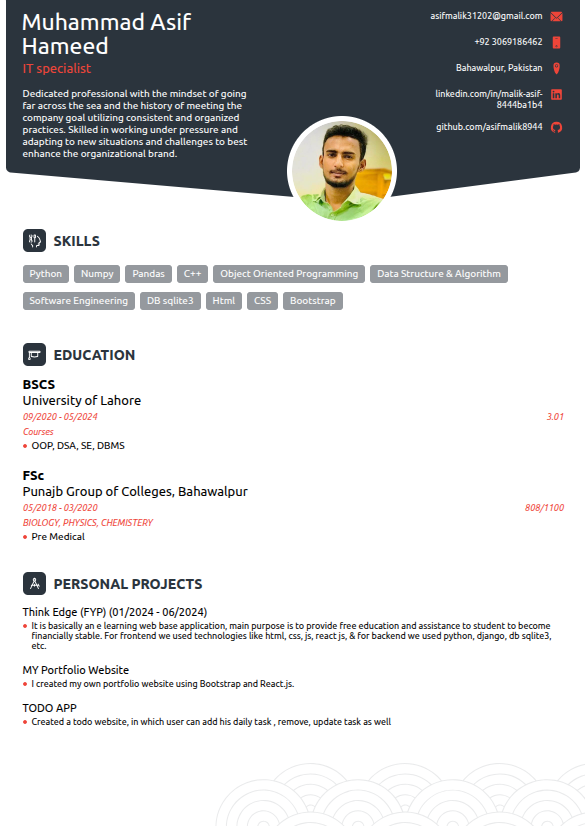 Muhammad Asif
Hameed
IT specialist
Dedicated professional with the mindset of going
far across the sea and the history of meeting the
company goal utilizing consistent and organized
practices. Skilled in working under pressure and
adapting to new situations and challenges to best
enhance the organizational brand.
asifmalik31202@gmail.com
+92 3069186462
Bahawalpur, Pakistan
linkedin.com/in/malik-asif-
8444ba1b4
github.com/asifmalik8944
SKILLS
Python Numpy Pandas C++ Object Oriented Programming Data Structure & Algorithm
Software Engineering DB sqlite3 Html CSS Bootstrap
EDUCATION
BSCS
University of Lahore
09/2020 - 05/2024 3.01
Courses
OOP, DSA, SE, DBMS
FSc
Punajb Group of Colleges, Bahawalpur
05/2018 - 03/2020 808/1100
BIOLOGY, PHYSICS, CHEMISTERY
Pre Medical
PERSONAL PROJECTS
Think Edge (FYP) (01/2024 - 06/2024)
It is basically an e learning web base application, main purpose is to provide free education and assistance to student to become
financially stable. For frontend we used technologies like html, css, js, react js, & for backend we used python, django, db sqlite3,
etc.
MY Portfolio Website
I created my own portfolio website using Bootstrap and React.js.
TODO APP
Created a todo website, in which user can add his daily task , remove, update task as well